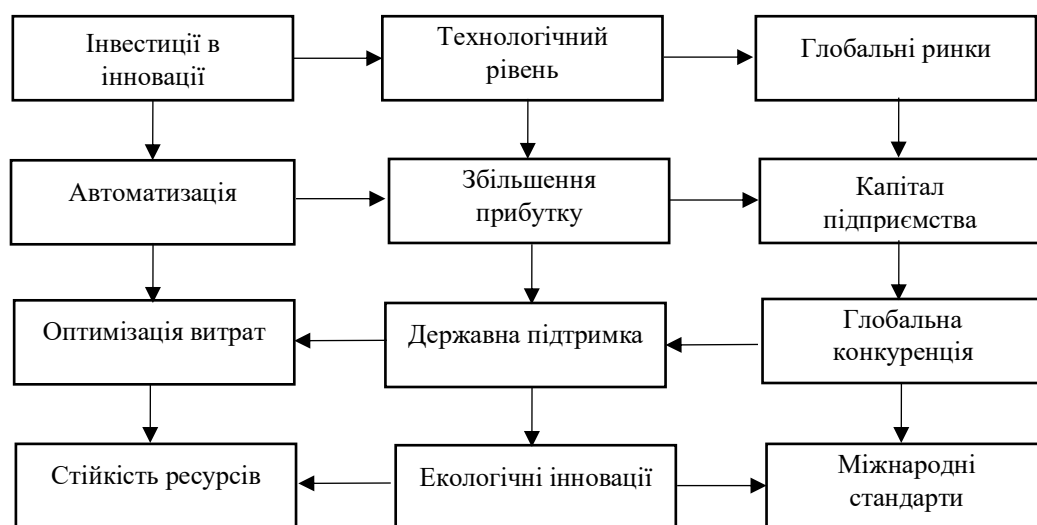 Інвестиції в
інновації
Технологічний
рівень
Глобальні ринки
Автоматизація
Збільшення
прибутку
Капітал
підприємства
Оптимізація витрат
Державна підтримка
Глобальна
конкуренція
Стійкість ресурсів
Екологічні інновації
Міжнародні
стандарти